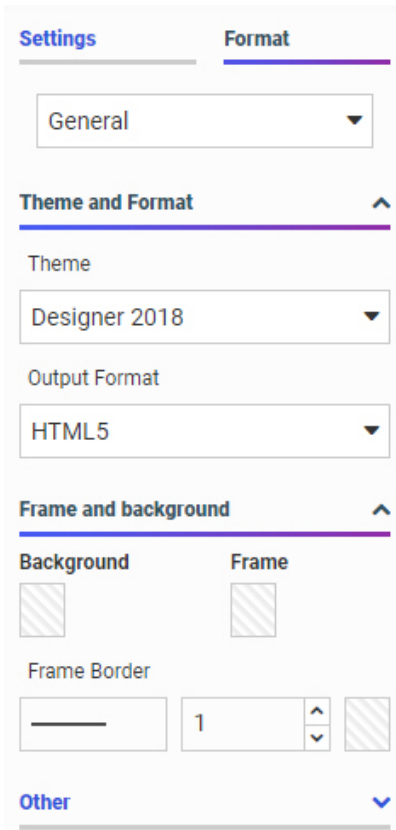 Settings Format
General
Theme and Format
Theme
Designer 2018
Output Format
HTML5
Frame and background
Background Frame
Frame Border
1
Other